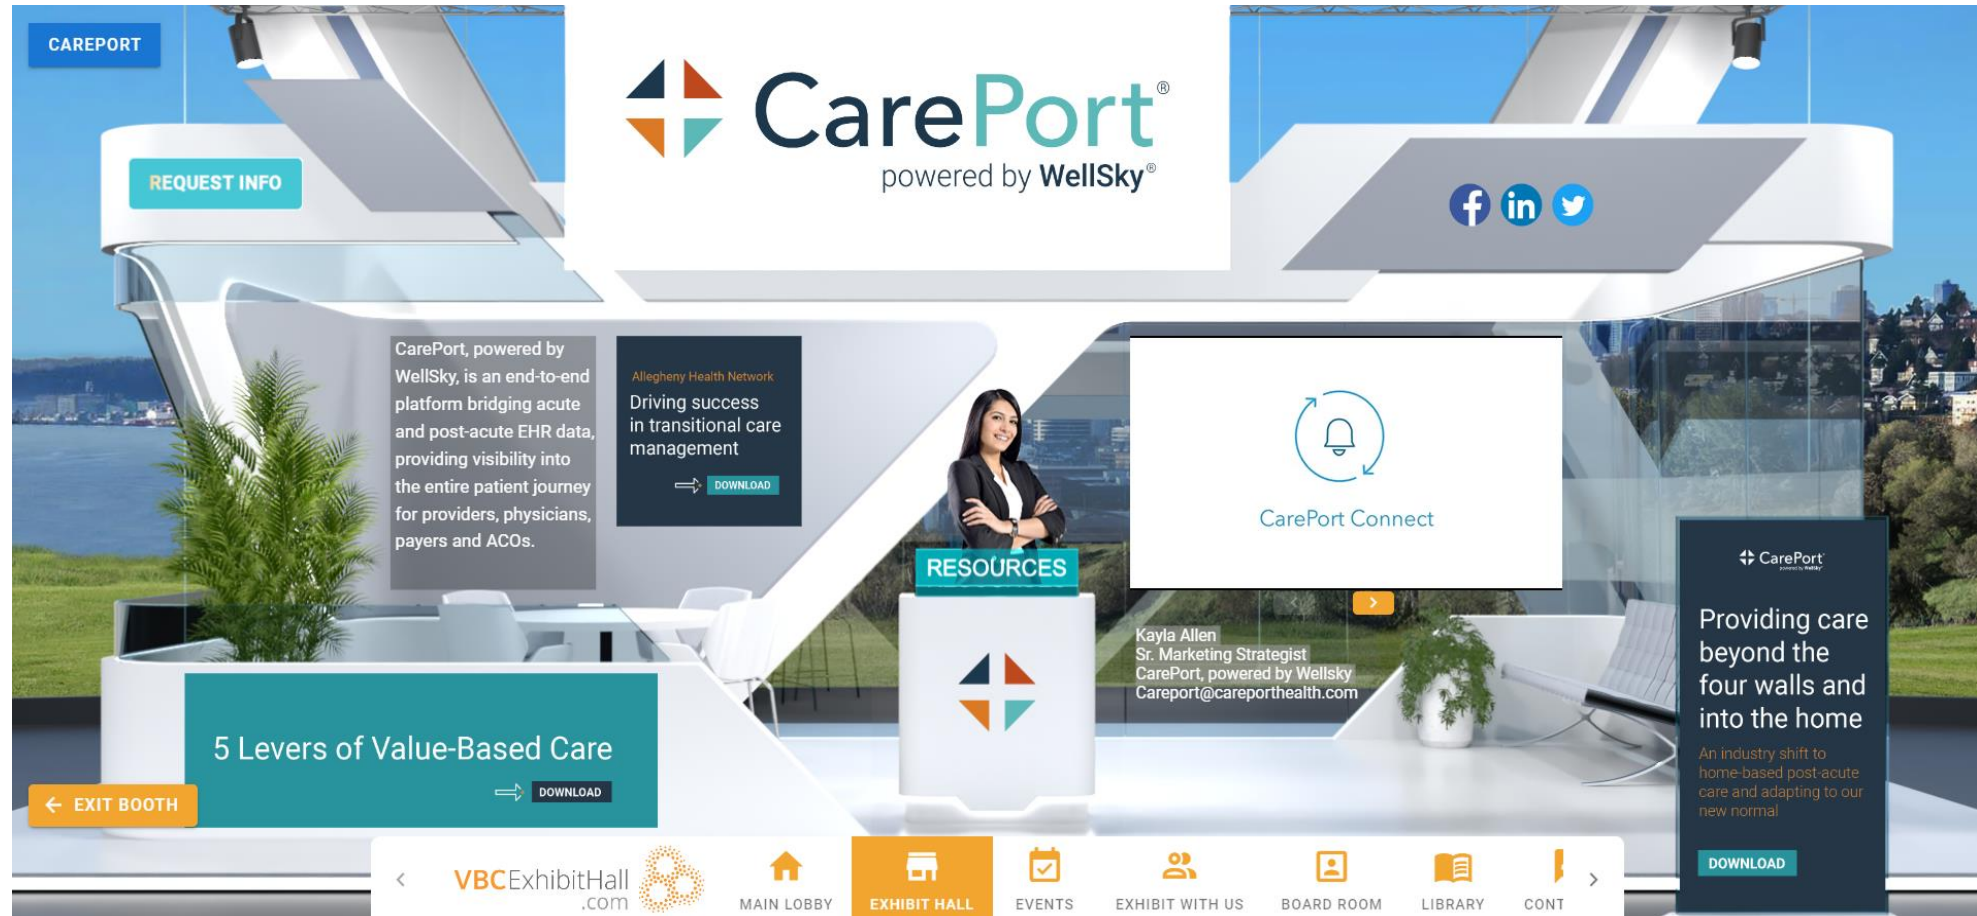 CAREPORT
CarePort®
powered by WellSky®
REQUEST INFO
CarePort, powered by
WellSky, is an end-to-end
platform bridging acute
and post-acute EHR data,
providing visibility into
the entire patient journey
for providers, physicians,
payers and ACOs.
Allegheny Health Network
Driving success
in transitional care
management
DOWNLOAD
RESOURCES
CarePort Connect
Kayla Allen
Sr. Marketing Strategist
CarePort, powered by Wellsky
Careport@careporthealth.com
CarePort
powered by WellSky
Providing care
beyond the
four walls and
into the home
An industry shift to
home-based post-acute
care and adapting to our
new normal
DOWNLOAD
5 Levers of Value-Based Care
DOWNLOAD
EXIT BOOTH
VBCExhibitHall
.com
MAIN LOBBY
EXHIBIT HALL
EVENTS
EXHIBIT WITH US
BOARD ROOM
LIBRARY
CONT